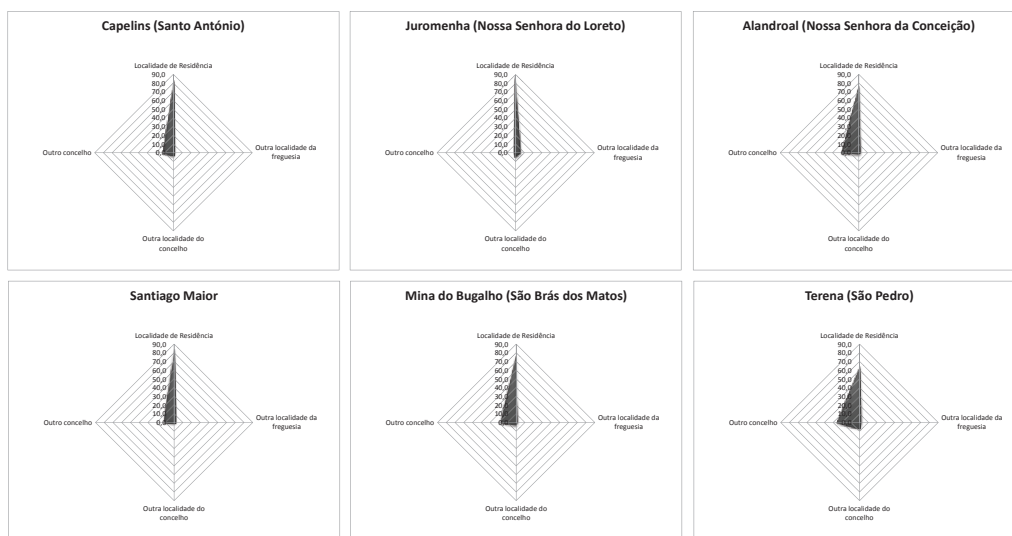 Capelins (Santo António)
Localidade de Residência
90,0
80,0
70,0
60,0
50,0
40,0
30,0
20,0
10,0
0,0
Outro concelho
Outra localidade da
freguesia
Outra localidade do
concelho
Juromenha (Nossa Senhora do Loreto)
Localidade de Residência
90,0
80,0
70,0
60,0
50,0
40,0
30,0
20,0
10,0
0,0
Outro concelho
Outra localidade da
freguesia
Outra localidade do
concelho
Alandroal (Nossa Senhora da Conceição)
Localidade de Residência
90,0
80,0
70,0
60,0
50,0
40,0
30,0
20,0
10,0
0,0
Outro concelho
Outra localidade da
freguesia
Outra localidade do
concelho
Santiago Maior
Localidade de Residência
90,0
80,0
70,0
60,0
50,0
40,0
30,0
20,0
10,0
0,0
Outro concelho
Outra localidade da
freguesia
Outra localidade do
concelho
Mina do Bugalho (São Brás dos Matos)
Localidade de Residência
90,0
80,0
70,0
60,0
50,0
40,0
30,0
20,0
10,0
0,0
Outro concelho
Outra localidade da
freguesia
Outra localidade do
concelho
Terena (São Pedro)
Localidade de Residência
90,0
80,0
70,0
60,0
50,0
40,0
30,0
20,0
10,0
0,0
Outro concelho
Outra localidade da
freguesia
Outra localidade do
concelho